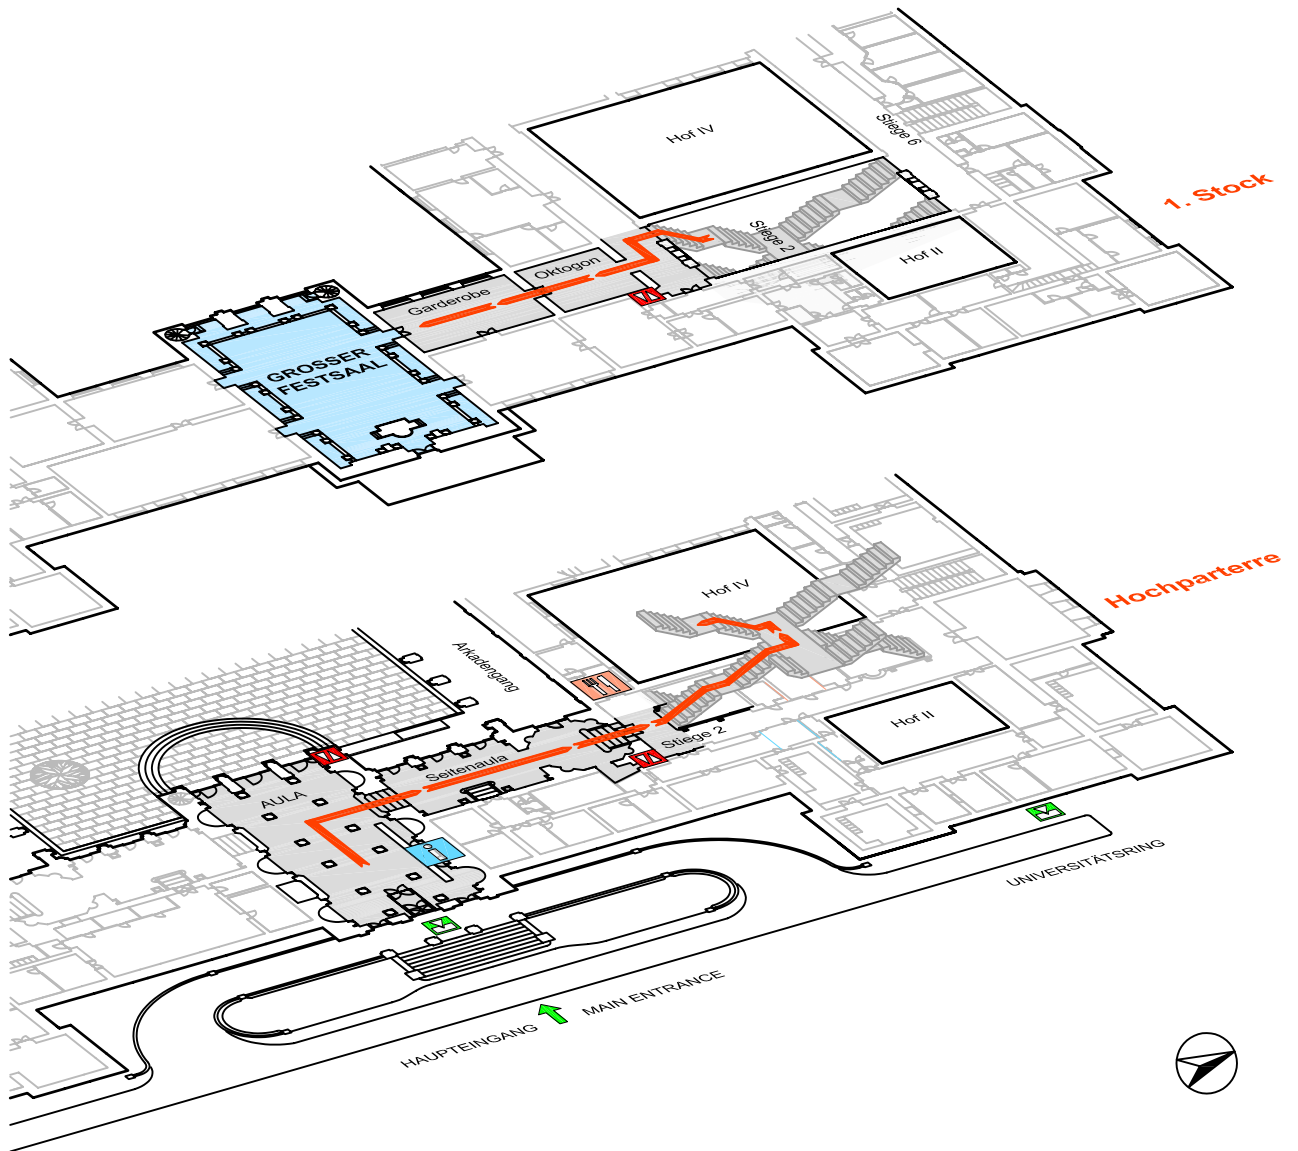 Hof IV
Stiege 6
1. Stock
Stiege 2
Hof II
Oktogon
Garderobe
GROSSER
FESTSAAL
Hochparterre
Hof IV
Arkadengang
Hof II
Stiege 2
Seitenaula
AULA
i
UNIVERSITÄTSRING
HAUPTEINGANG
MAIN ENTRANCE